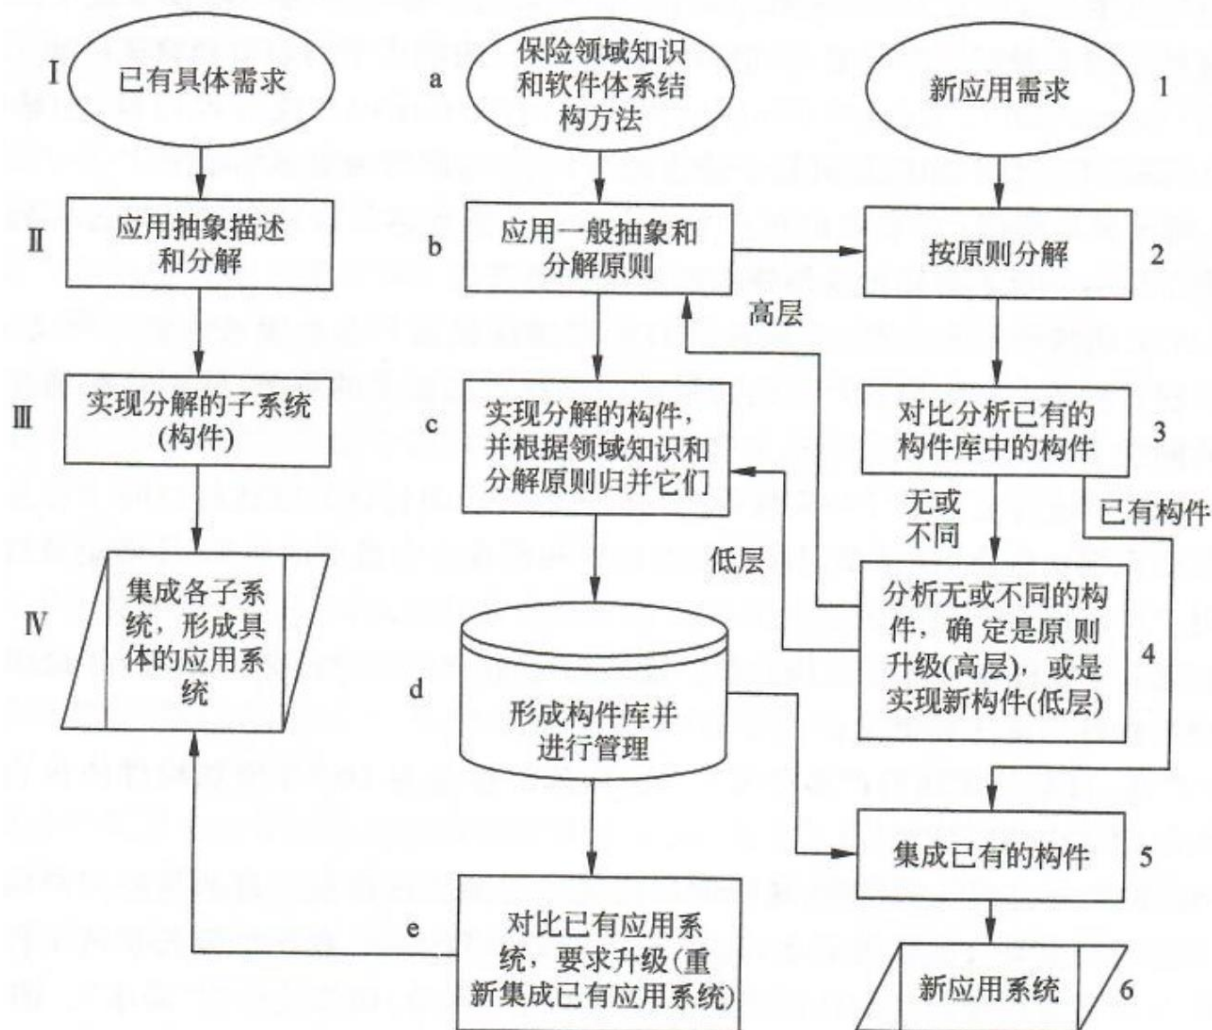 Ⅰ
已有具体需求
Ⅱ
应用抽象描述
和分解
Ⅲ
实现分解的子系统
(构件)
Ⅳ
集成各子系
统，形成具
体的应用系
统
a
保险领域知识
和软件体系结
构方法
b
应用一般抽象和
分解原则
高层
c
实现分解的构件，
并根据领域知识和
分解原则归并它们
低层
d
形成构件库并
进行管理
e
对比已有应用系
统，要求升级(重
新集成已有应用系统)
新应用需求
1
按原则分解
2
对比分析已有的
构件库中的构件
3
无或
不同
已有构件
分析无或不同的构
件，确定是原则
升级(高层)，或是
实现新构件(低层)
4
集成已有的构件
5
新应用系统
6